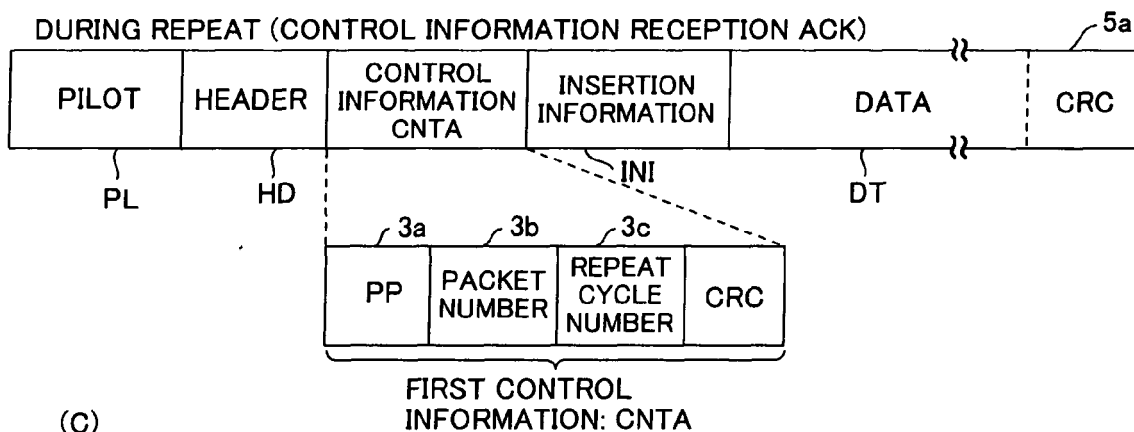 DURING REPEAT (CONTROL INFORMATION RECEPTION ACK)
5a
PILOT
HEADER
CONTROL
INFORMATION
CNTA
INSERTION
INFORMATION
DATA
CRC
PL
HD
INI
DT
3a
3b
3c
PP
PACKET
NUMBER
REPEAT
CYCLE
NUMBER
CRC
FIRST CONTROL
INFORMATION: CNTA
(C)